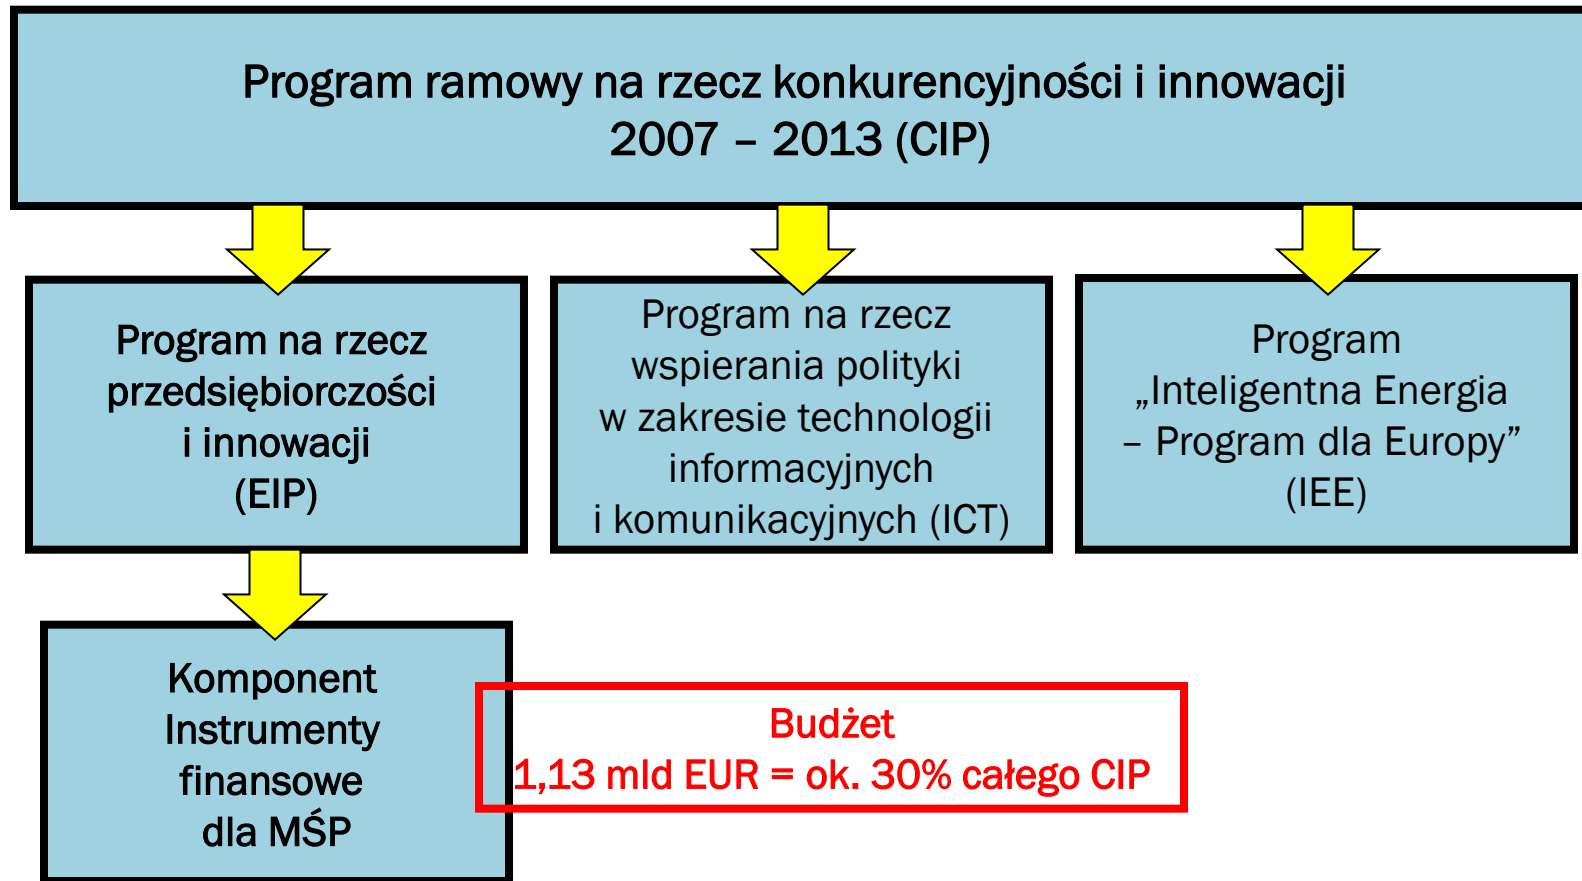 Program ramowy na rzecz konkurencyjności i innowacji
2007 – 2013 (CIP)
Program na rzecz
przedsiębiorczości
i innowacji
(EIP)
Program na rzecz
wspierania polityki
w zakresie technologii
informacyjnych
i komunikacyjnych (ICT)
Program
„Inteligentna Energia
– Program dla Europy”
(IEE)
Komponent
Instrumenty
finansowe
dla MŚP
Budżet
1,13 mld EUR = ok. 30% całego CIP